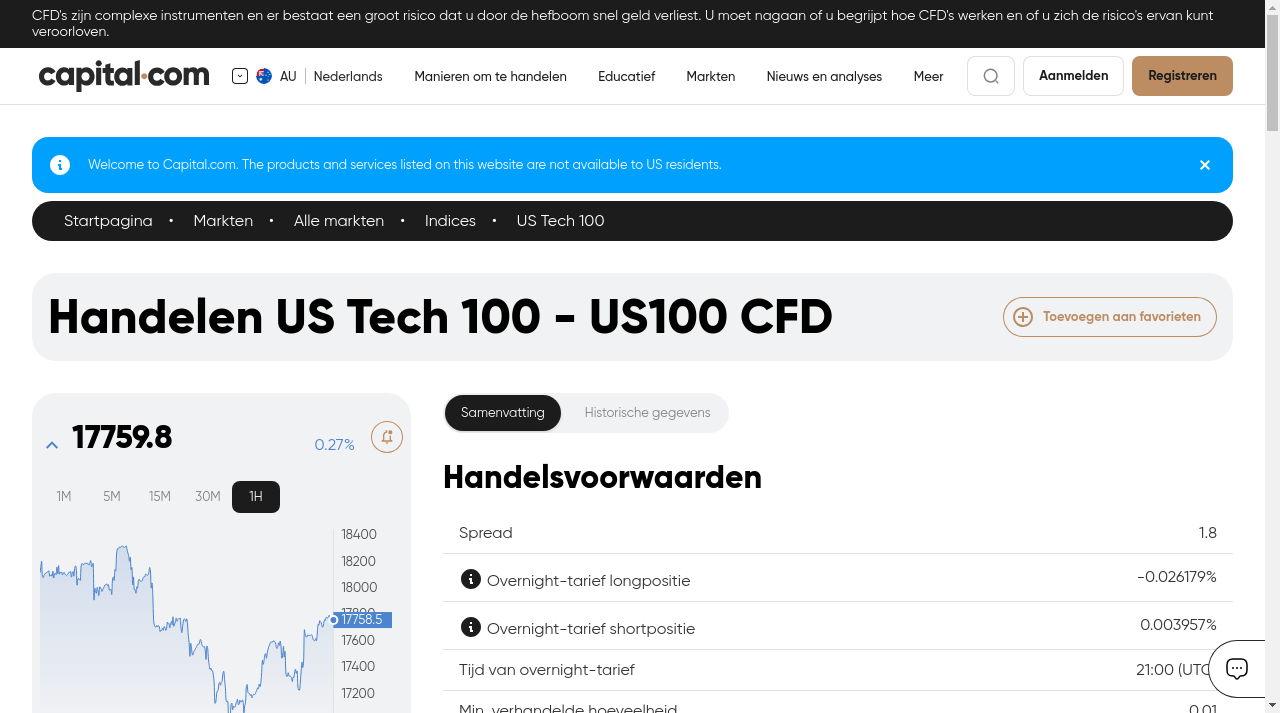 CFD's zijn complexe instrumenten en er bestaat een groot risico dat u door de hefboom snel geld verliest. U moet nagaan of u begrijpt hoe CFD's werken en of u zich de risico's ervan kunt
veroorloven.
capital.com
AU
Nederlands
Manieren om te handelen
Educatief
Markten
Nieuws en analyses
Meer
Aanmelden
Registreren
Welcome to Capital.com. The products and services listed on this website are not available to US residents.
Startpagina • Markten • Alle markten • Indices • US Tech 100
Handelen US Tech 100 - US100 CFD
Toevoegen aan favorieten
17759.8
0.27%
1M 5M 15M 30M 1H
18400
18200
18000
17800
17758.5
17600
17400
17200
Samenvatting
Historische gegevens
Handelsvoorwaarden
Spread 1.8
Overnight-tarief longpositie -0.026179%
Overnight-tarief shortpositie 0.003957%
Tijd van overnight-tarief 21:00 (UTC
Min. verhandelde hoeveelheid 0.01